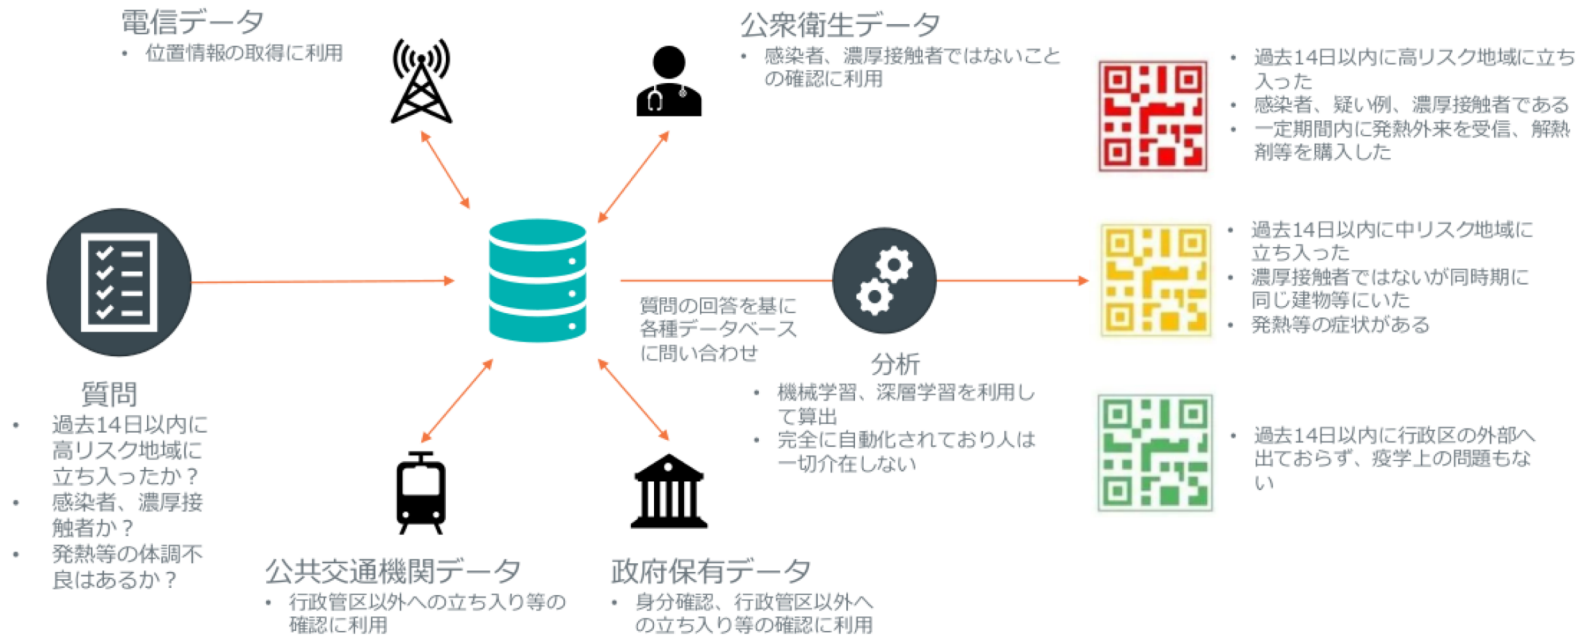 電信データ
• 位置情報の取得に利用
公衆衛生データ
• 感染者、濃厚接触者ではないこと
の確認に利用
• 過去14日以内に高リスク地域に立ち
入った
• 感染者、疑い例、濃厚接触者である
• 一定期間内に発熱外来を受信、解熱
剤等を購入した
質問
• 過去14日以内に
高リスク地域に
立ち入ったか？
• 感染者、濃厚接
触者か？
• 発熱等の体調不
良はあるか？
質問の回答を基に
各種データベース
に問い合わせ
分析
• 機械学習、深層学習を利用し
て算出
• 完全に自動化されており人は
一切介在しない
• 過去14日以内に中リスク地域に
立ち入った
• 濃厚接触者ではないが同時期に
同じ建物等にいた
• 発熱等の症状がある
• 過去14日以内に行政区の外部へ
出ておらず、疫学上の問題もな
い
公共交通機関データ
• 行政管区以外への立ち入り等の
確認に利用
政府保有データ
• 身分確認、行政管区以外へ
の立ち入り等の確認に利用